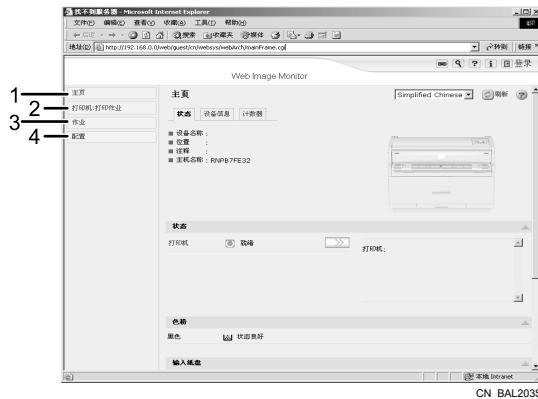 找不到服务器 - Microsoft Internet Explorer
文件(F) 编辑(E) 查看(V) 收藏(A) 工具(T) 帮助(H)
后退 搜索 收藏夹 媒体
地址(D) http://192.168.0.0/web/guest/cn/websys/webArch/mainFrame.cgi 转到 链接
登录
Web Image Monitor
1 主页
2 打印机:打印作业
3 作业
4 配置
主页 Simplified Chinese 刷新
状态 设备信息 计数器
设备名称 :
位置 :
注释 :
主机名称 : RNPB7FE32
状态
打印机 就绪 打印机:
色粉
黑色 状态良好
输入纸盘
本地 Intranet
CN BAL203S